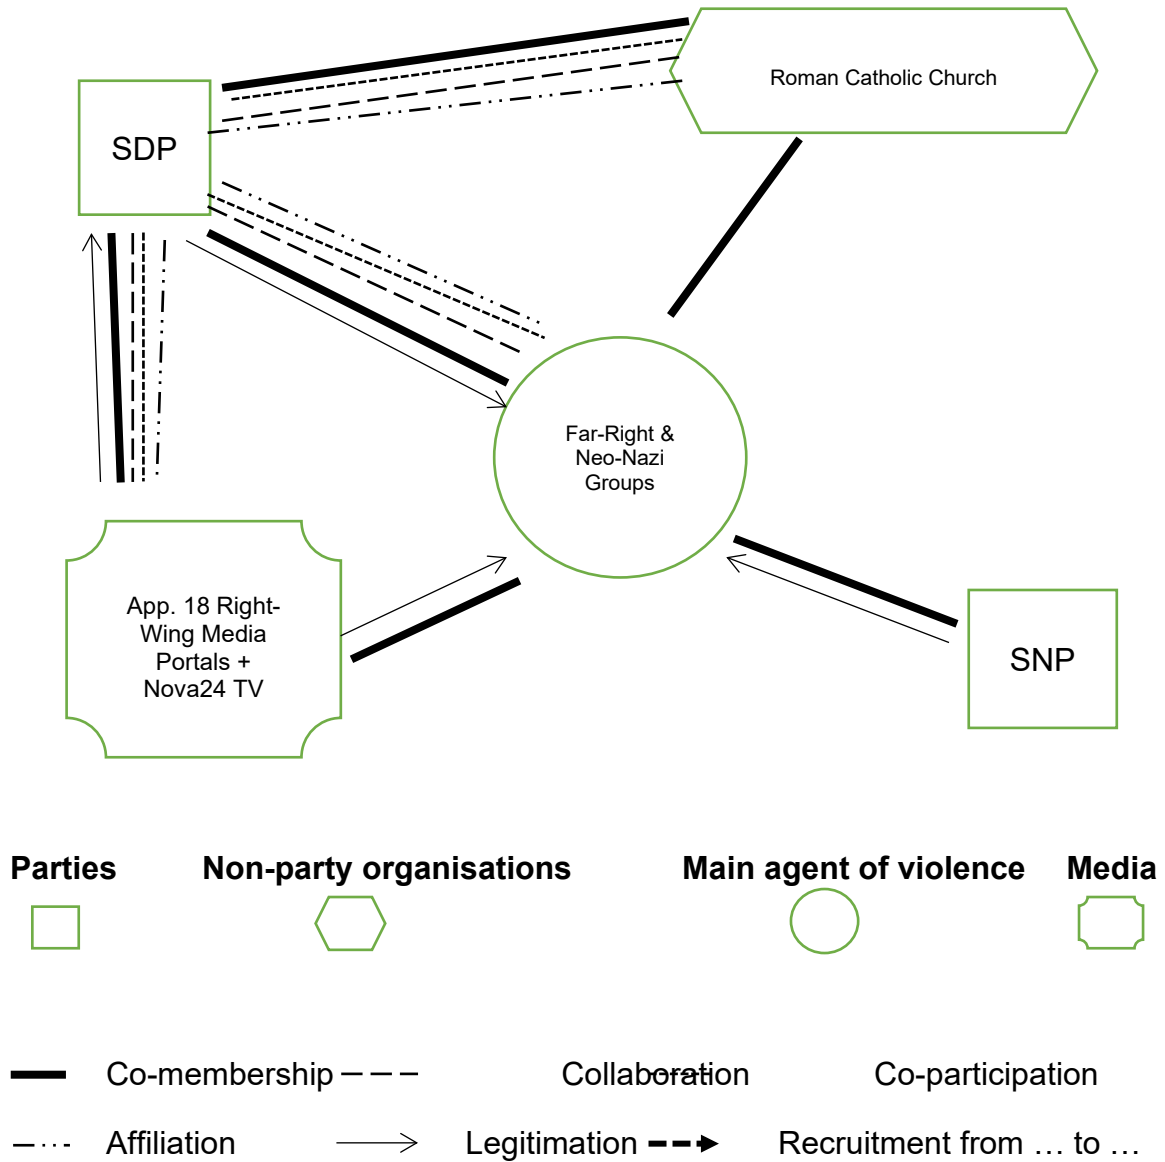 Roman Catholic Church
SDP
Far-Right &
Neo-Nazi
Groups
App. 18 Right-
Wing Media
Portals +
Nova24 TV
SNP
Parties Non-party organisations Main agent of violence Media
Co-membership Collaboration Co-participation
Affiliation Legitimation Recruitment from … to …